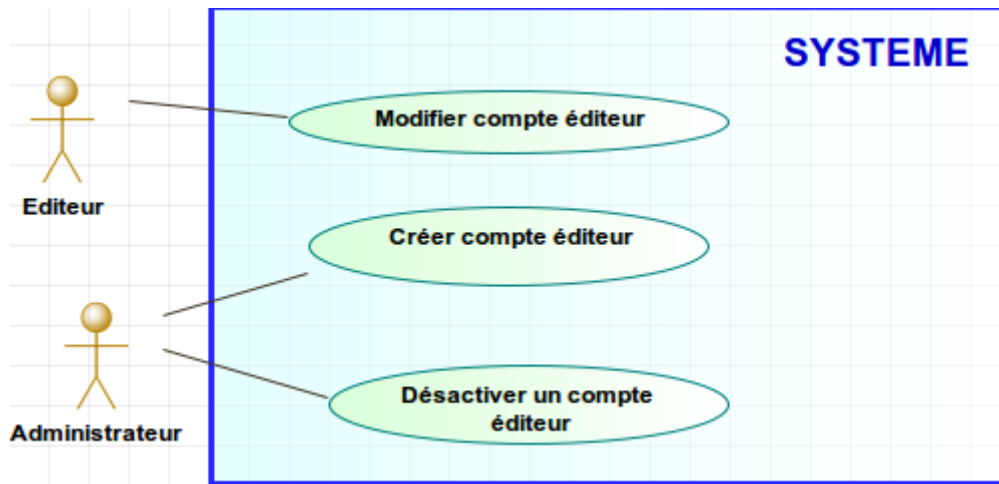 SYSTEME
Modifier compte éditeur
Editeur
Créer compte éditeur
Administrateur
Désactiver un compte
éditeur